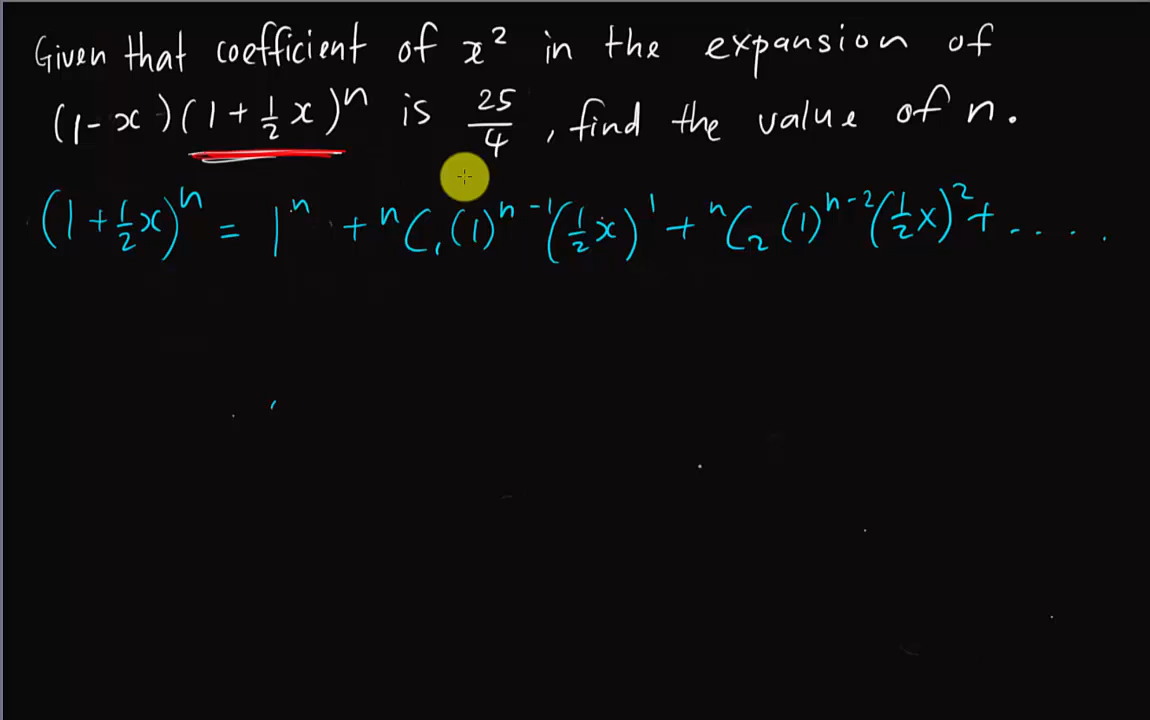 Given that coefficient of x² in the expansion of
(1-x)(1+½x)ⁿ is 25/4, find the value of n.
(1+½x)ⁿ = 1ⁿ + ⁿC₁(1)ⁿ⁻¹(½x)¹ + ⁿC₂(1)ⁿ⁻²(½x)²+ .....